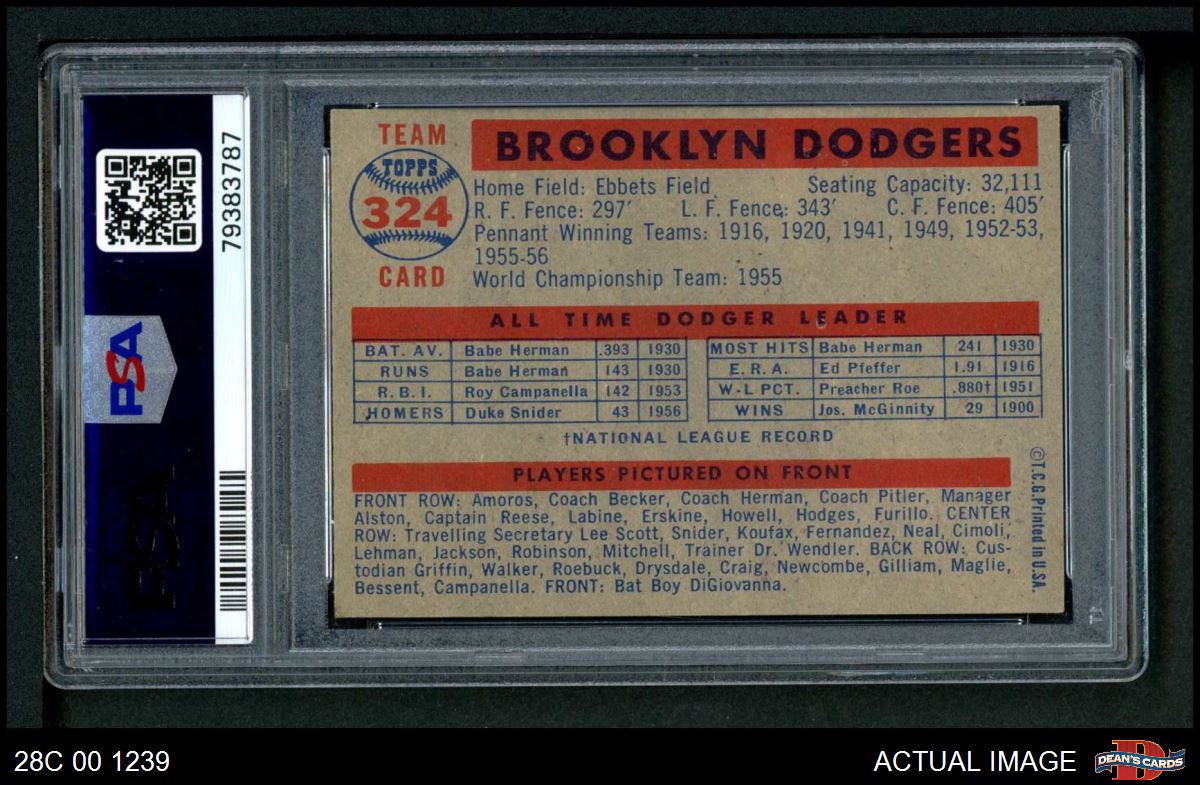 79383787
PSA
TEAM
TOPPS
324
CARD
BROOKLYN DODGERS
Home Field: Ebbets Field Seating Capacity: 32,111
R. F. Fence: 297′ L. F. Fence: 343′ C. F. Fence: 405′
Pennant Winning Teams: 1916, 1920, 1941, 1949, 1952-53,
1955-56
World Championship Team: 1955
ALL TIME DODGER LEADER
BAT. AV. Babe Herman .393 1930 MOST HITS Babe Herman 241 1930
RUNS Babe Herman 143 1930 E. R. A. Ed Pfeffer 1.91 1916
R. B. I. Roy Campanella 142 1953 W-L PCT. Preacher Roe .880† 1951
HOMERS Duke Snider 43 1956 WINS Jos. McGinnity 29 1900
†NATIONAL LEAGUE RECORD
PLAYERS PICTURED ON FRONT
FRONT ROW: Amoros, Coach Becker, Coach Herman, Coach Pitler, Manager
Alston, Captain Reese, Labine, Erskine, Howell, Hodges, Furillo. CENTER
ROW: Travelling Secretary Lee Scott, Snider, Koufax, Fernandez, Neal, Cimoli,
Lehman, Jackson, Robinson, Mitchell, Trainer Dr. Wendler. BACK ROW: Cus-
todian Griffin, Walker, Roebuck, Drysdale, Craig, Newcombe, Gilliam, Maglie,
Bessent, Campanella. FRONT: Bat Boy DiGiovanna.
©T.C.G. Printed in U.S.A.
PSA
11
28C 00 1239
ACTUAL IMAGE
DEAN'S CARDS